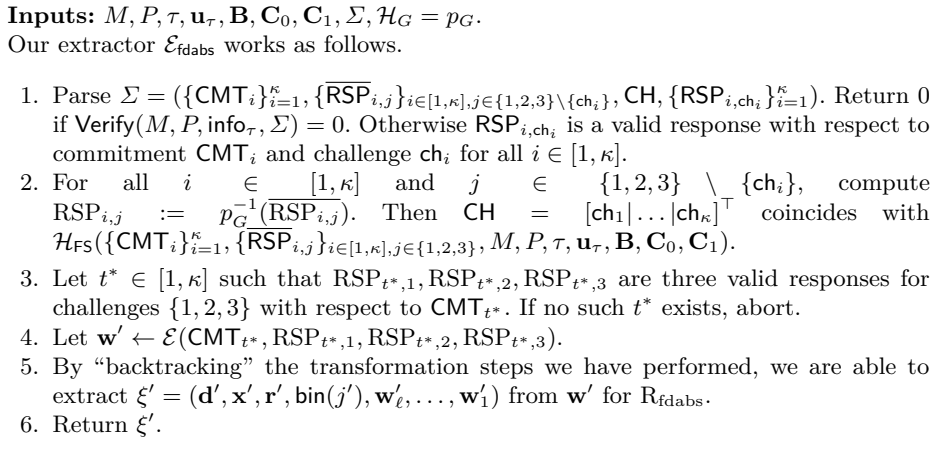 Inputs: M, P, τ, u_τ, B, C_0, C_1, Σ, H_G = p_G.
Our extractor E_fdabs works as follows.
1. Parse Σ = ({CMT_i}_{i=1}^κ, {\overline{RSP}_{i,j}}_{i∈[1,κ],j∈{1,2,3}\{ch_i}}, CH, {RSP_{i,ch_i}}_{i=1}^κ). Return 0
if Verify(M, P, info_τ, Σ) = 0. Otherwise RSP_{i,ch_i} is a valid response with respect to
commitment CMT_i and challenge ch_i for all i ∈ [1, κ].
2. For all i ∈ [1, κ] and j ∈ {1, 2, 3} \ {ch_i}, compute
RSP_{i,j} := p_G^{-1}(\overline{RSP_{i,j}}). Then CH = [ch_1| . . . |ch_κ]^⊤ coincides with
H_FS({CMT_i}_{i=1}^κ, {\overline{RSP}_{i,j}}_{i∈[1,κ],j∈{1,2,3}}, M, P, τ, u_τ, B, C_0, C_1).
3. Let t* ∈ [1, κ] such that RSP_{t*,1}, RSP_{t*,2}, RSP_{t*,3} are three valid responses for
challenges {1, 2, 3} with respect to CMT_{t*}. If no such t* exists, abort.
4. Let w′ ← E(CMT_{t*}, RSP_{t*,1}, RSP_{t*,2}, RSP_{t*,3}).
5. By “backtracking” the transformation steps we have performed, we are able to
extract ξ′ = (d′, x′, r′, bin(j′), w′_ℓ, . . . , w′_1) from w′ for R_fdabs.
6. Return ξ′.